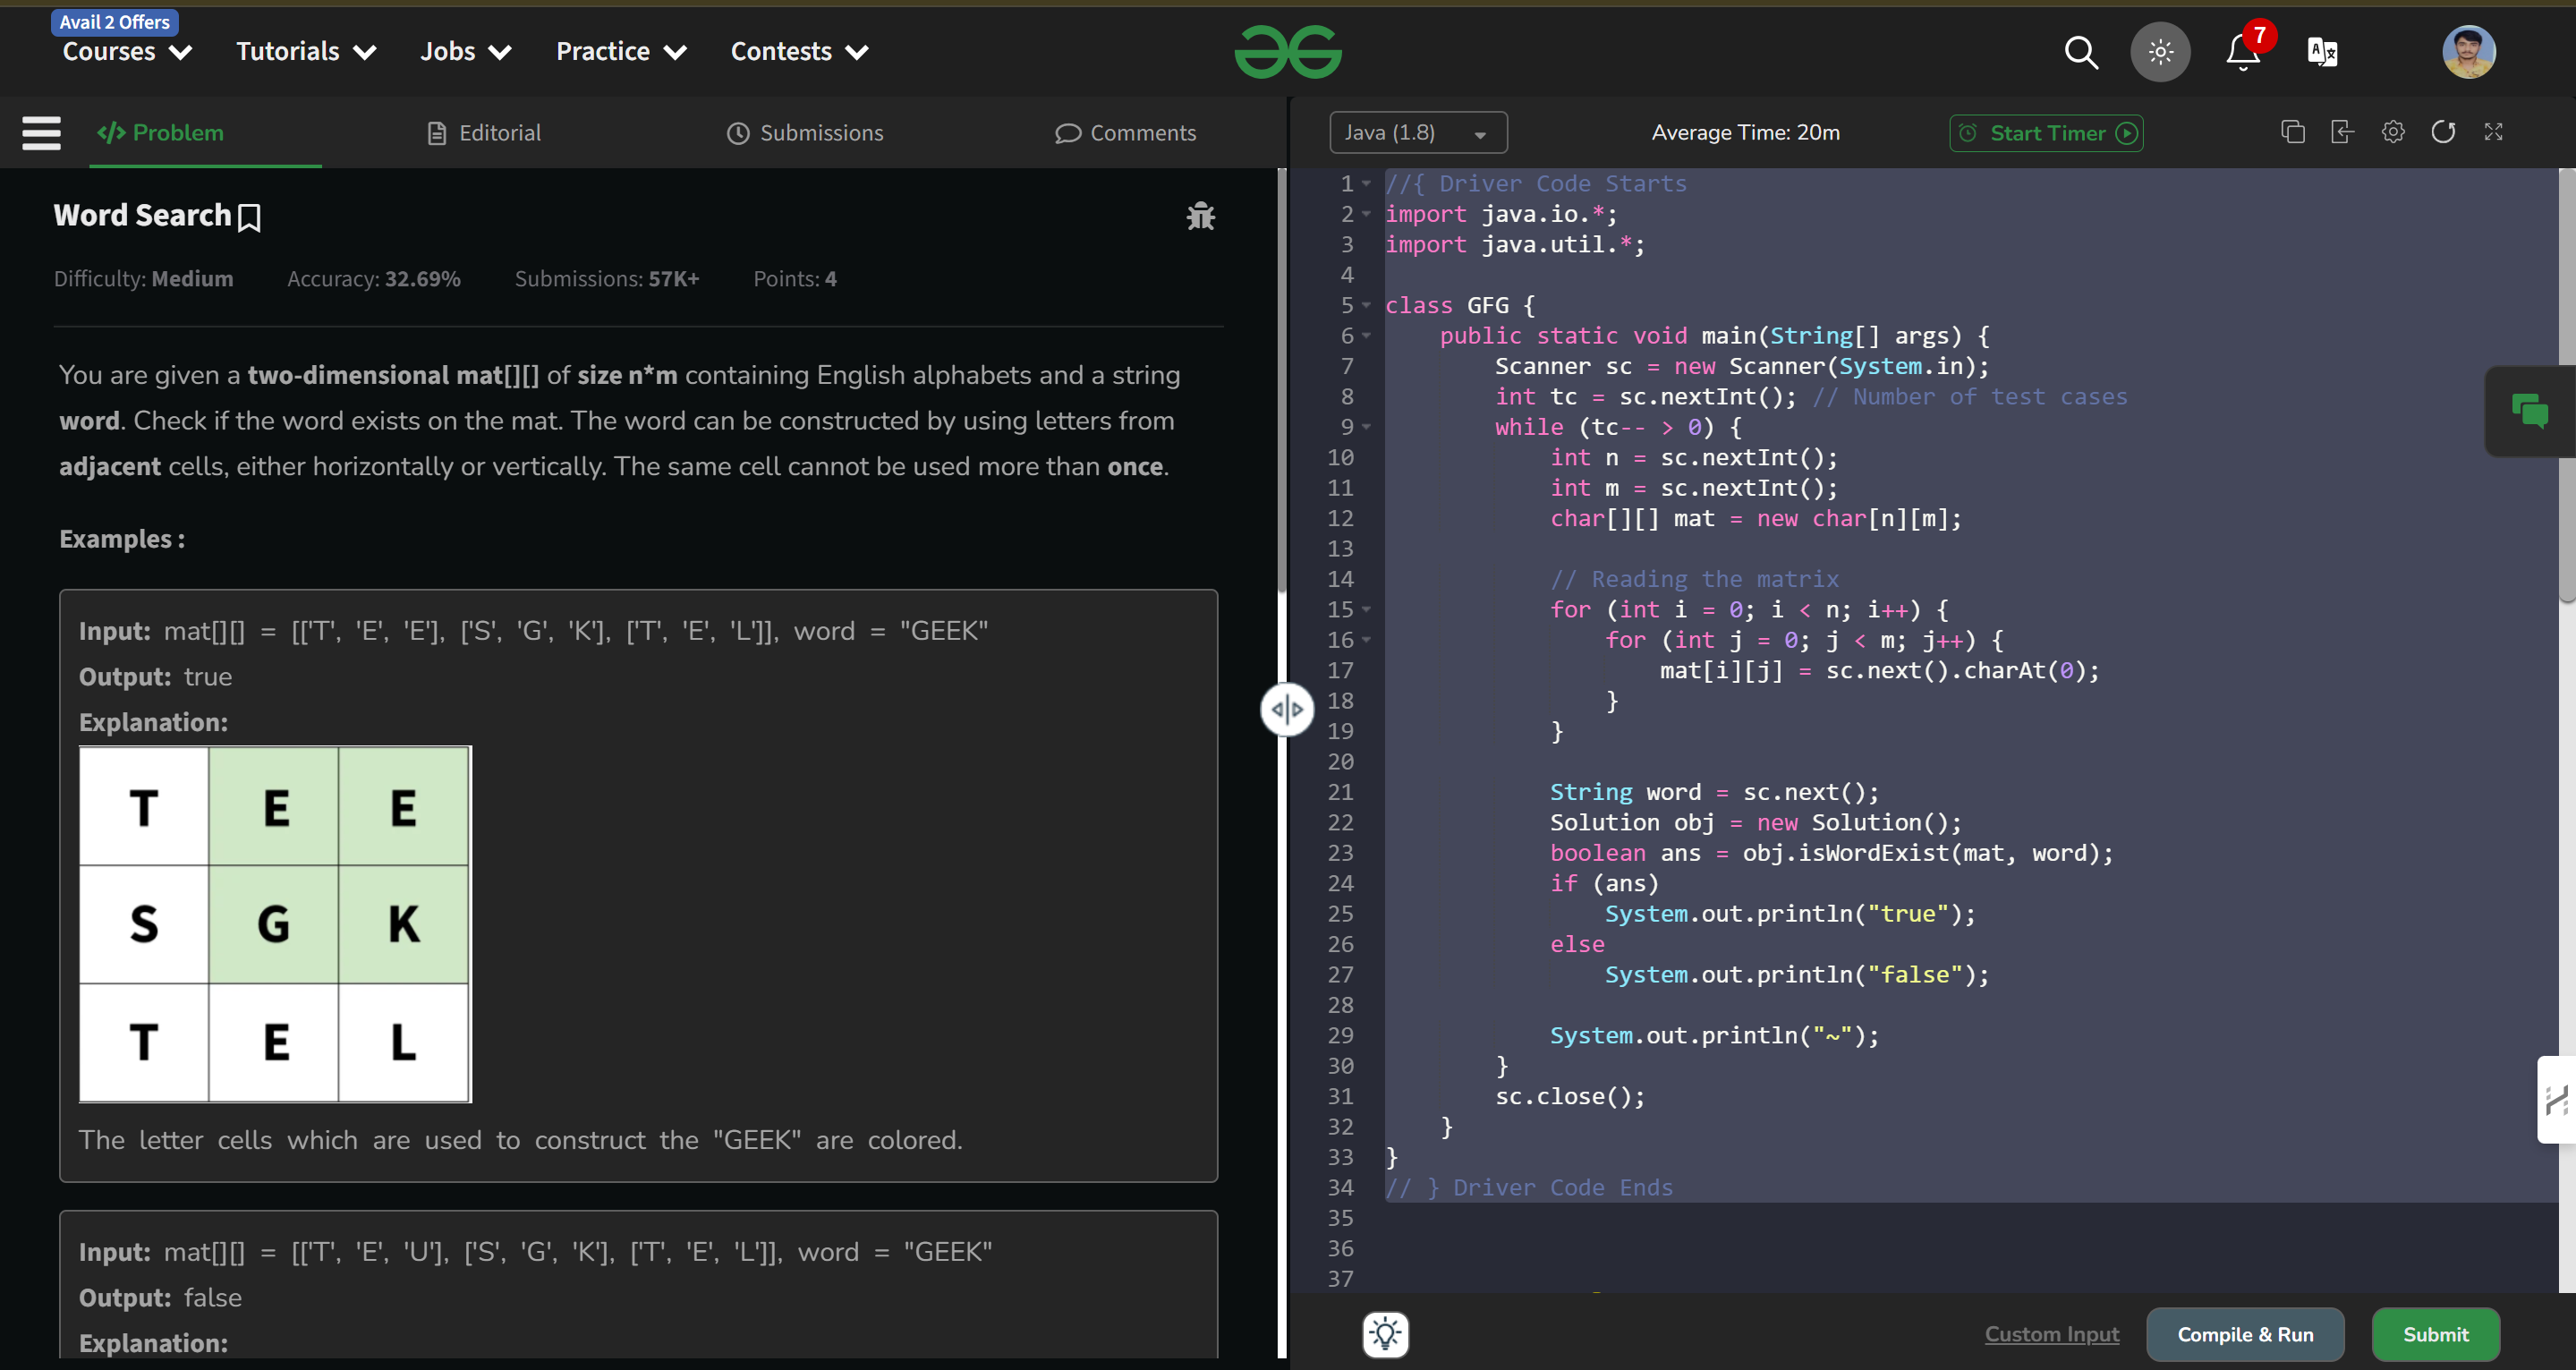 Avail 2 Offers
Courses Tutorials Jobs Practice Contests
7
Problem Editorial Submissions Comments
Java (1.8) Average Time: 20m Start Timer
Word Search
Difficulty: Medium Accuracy: 32.69% Submissions: 57K+ Points: 4
You are given a two-dimensional mat[][] of size n*m containing English alphabets and a string
word. Check if the word exists on the mat. The word can be constructed by using letters from
adjacent cells, either horizontally or vertically. The same cell cannot be used more than once.
Examples :
Input: mat[][] = [['T', 'E', 'E'], ['S', 'G', 'K'], ['T', 'E', 'L']], word = "GEEK"
Output: true
Explanation:
T E E
S G K
T E L
The letter cells which are used to construct the "GEEK" are colored.
Input: mat[][] = [['T', 'E', 'U'], ['S', 'G', 'K'], ['T', 'E', 'L']], word = "GEEK"
Output: false
Explanation:
1 //{ Driver Code Starts
2 import java.io.*;
3 import java.util.*;
4
5 class GFG {
6 public static void main(String[] args) {
7 Scanner sc = new Scanner(System.in);
8 int tc = sc.nextInt(); // Number of test cases
9 while (tc-- > 0) {
10 int n = sc.nextInt();
11 int m = sc.nextInt();
12 char[][] mat = new char[n][m];
13
14 // Reading the matrix
15 for (int i = 0; i < n; i++) {
16 for (int j = 0; j < m; j++) {
17 mat[i][j] = sc.next().charAt(0);
18 }
19 }
20
21 String word = sc.next();
22 Solution obj = new Solution();
23 boolean ans = obj.isWordExist(mat, word);
24 if (ans)
25 System.out.println("true");
26 else
27 System.out.println("false");
28
29 System.out.println("~");
30 }
31 sc.close();
32 }
33 }
34 // } Driver Code Ends
35
36
37
Custom Input Compile & Run Submit